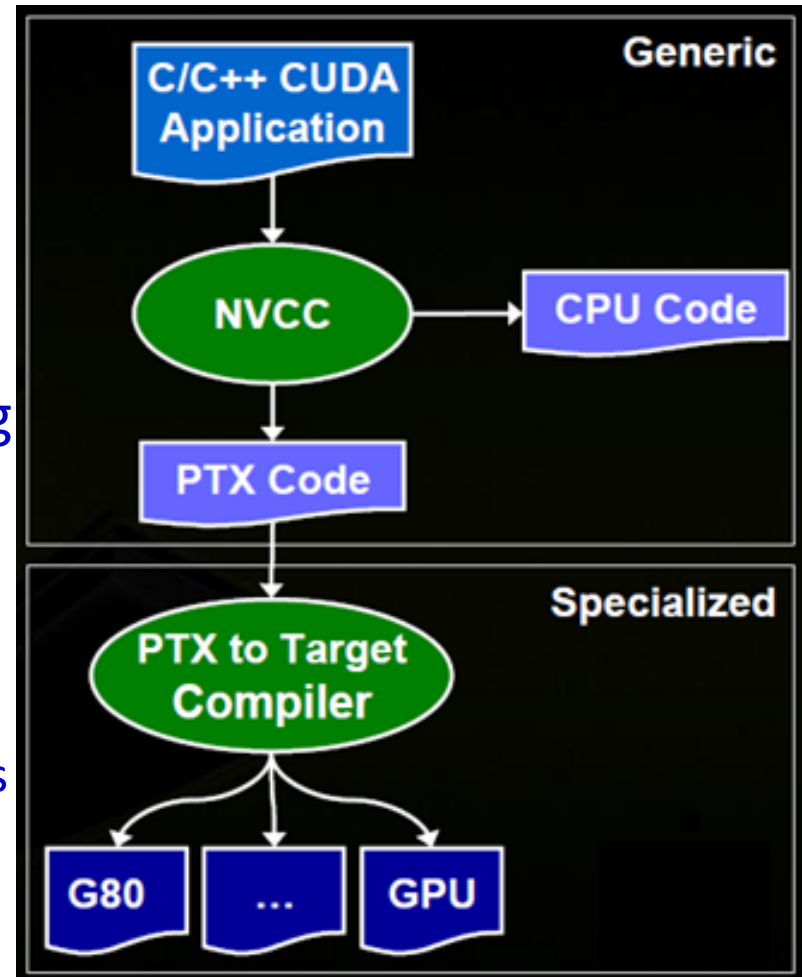 Generic
C/C++ CUDA
Application
NVCC
CPU Code
g
PTX Code
Specialized
PTX to Target
Compiler
s
G80
...
GPU